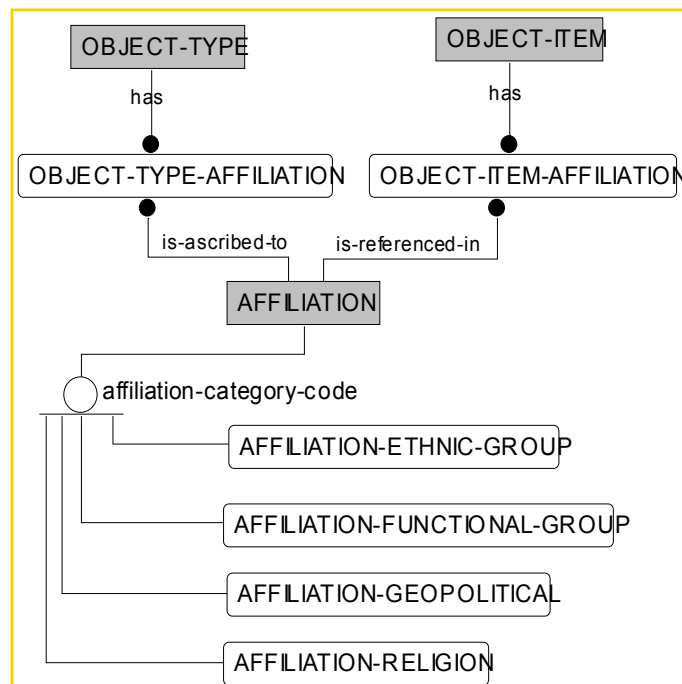 OBJECT-TYPE
OBJECT-ITEM
has
has
OBJECT-TYPE-AFFILIATION
OBJECT-ITEM-AFFILIATION
is-ascribed-to
is-referenced-in
AFFILIATION
affiliation-category-code
AFFILIATION-ETHNIC-GROUP
AFFILIATION-FUNCTIONAL-GROUP
AFFILIATION-GEOPOLITICAL
AFFILIATION-RELIGION